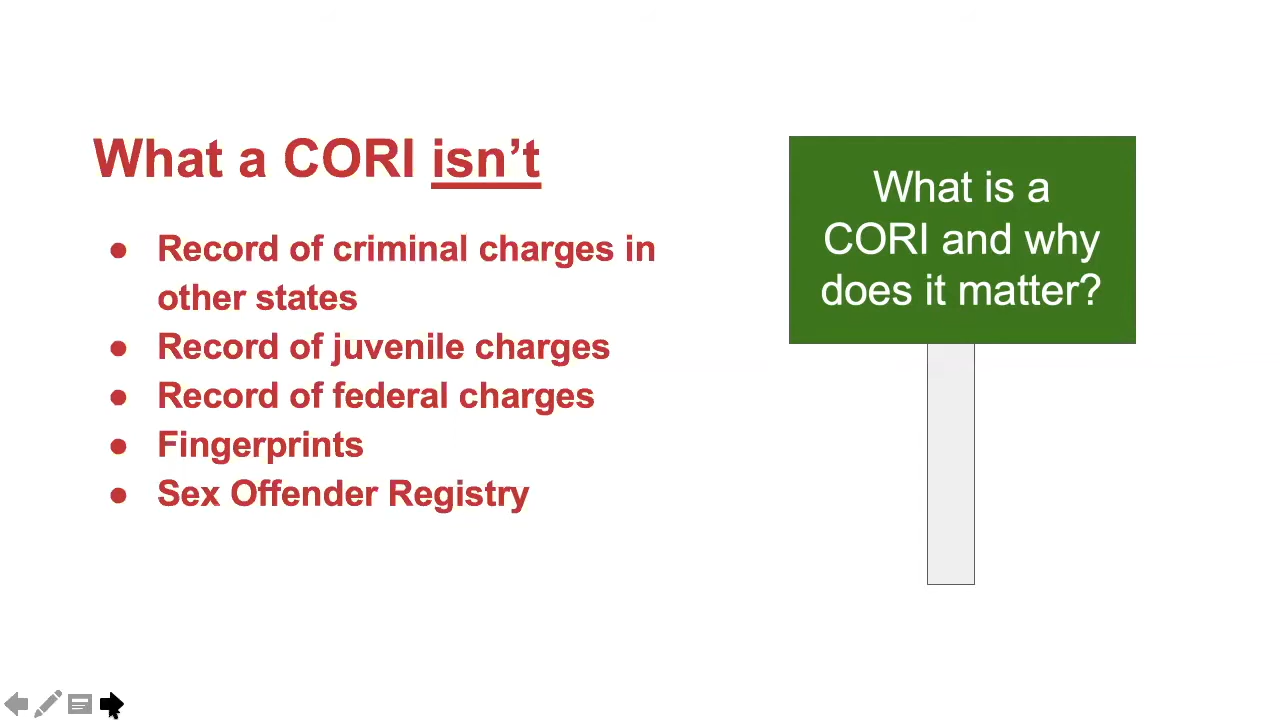 What a CORI isn’t
● Record of criminal charges in
other states
● Record of juvenile charges
● Record of federal charges
● Fingerprints
● Sex Offender Registry
What is a
CORI and why
does it matter?